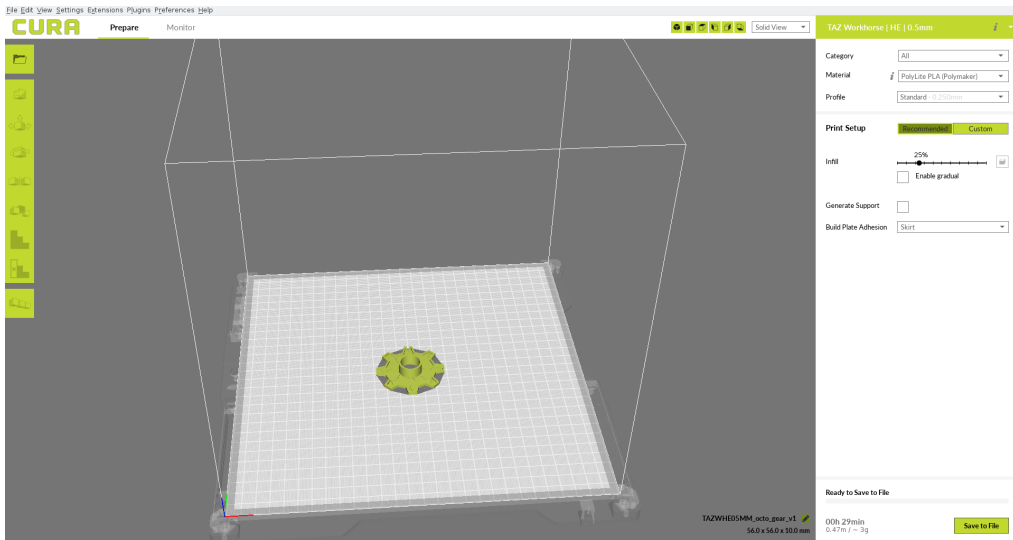 File Edit View Settings Extensions Plugins Preferences Help
CURA Prepare Monitor Solid View TAZ Workhorse | HE | 0.5mm i
Category All
Material i PolyLite PLA (Polymaker)
Profile Standard - 0.250mm
Print Setup Recommended Custom
25%
Infill
Enable gradual
Generate Support
Build Plate Adhesion Skirt
Ready to Save to File
TAZWHE05MM_octo_gear_v1
00h 29min
0.47m / ~ 3g
Save to File
56.0 x 56.0 x 10.0 mm